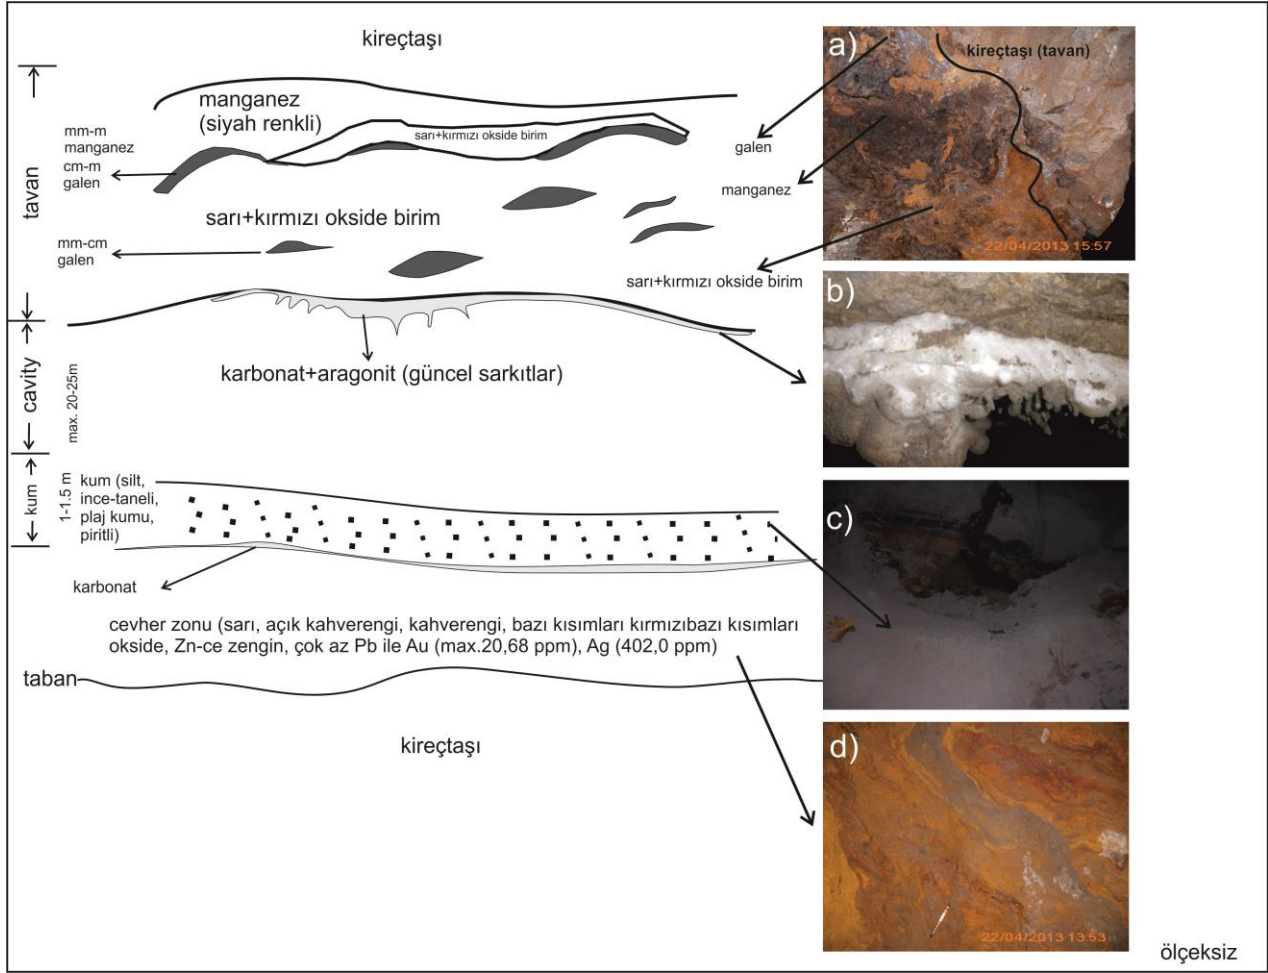 kireçtaşı
tavan
manganez
(siyah renkli)
sarı+kırmızı okside birim
mm-m
manganez
cm-m
galen
sarı+kırmızı okside birim
mm-cm
galen
galen
manganez
sarı+kırmızı okside birim
a)
kireçtaşı (tavan)
22/04/2013 15:57
b)
cavity
max. 20-25m
karbonat+aragonit (güncel sarkıtlar)
kum
1-1.5 m
kum (silt,
ince-taneli,
plaj kumu,
piritli)
karbonat
c)
cevher zonu (sarı, açık kahverengi, kahverengi, bazı kısımları kırmızıbazı kısımları
okside, Zn-ce zengin, çok az Pb ile Au (max.20,68 ppm), Ag (402,0 ppm)
taban
kireçtaşı
d)
22/04/2013 13:53
ölçeksiz